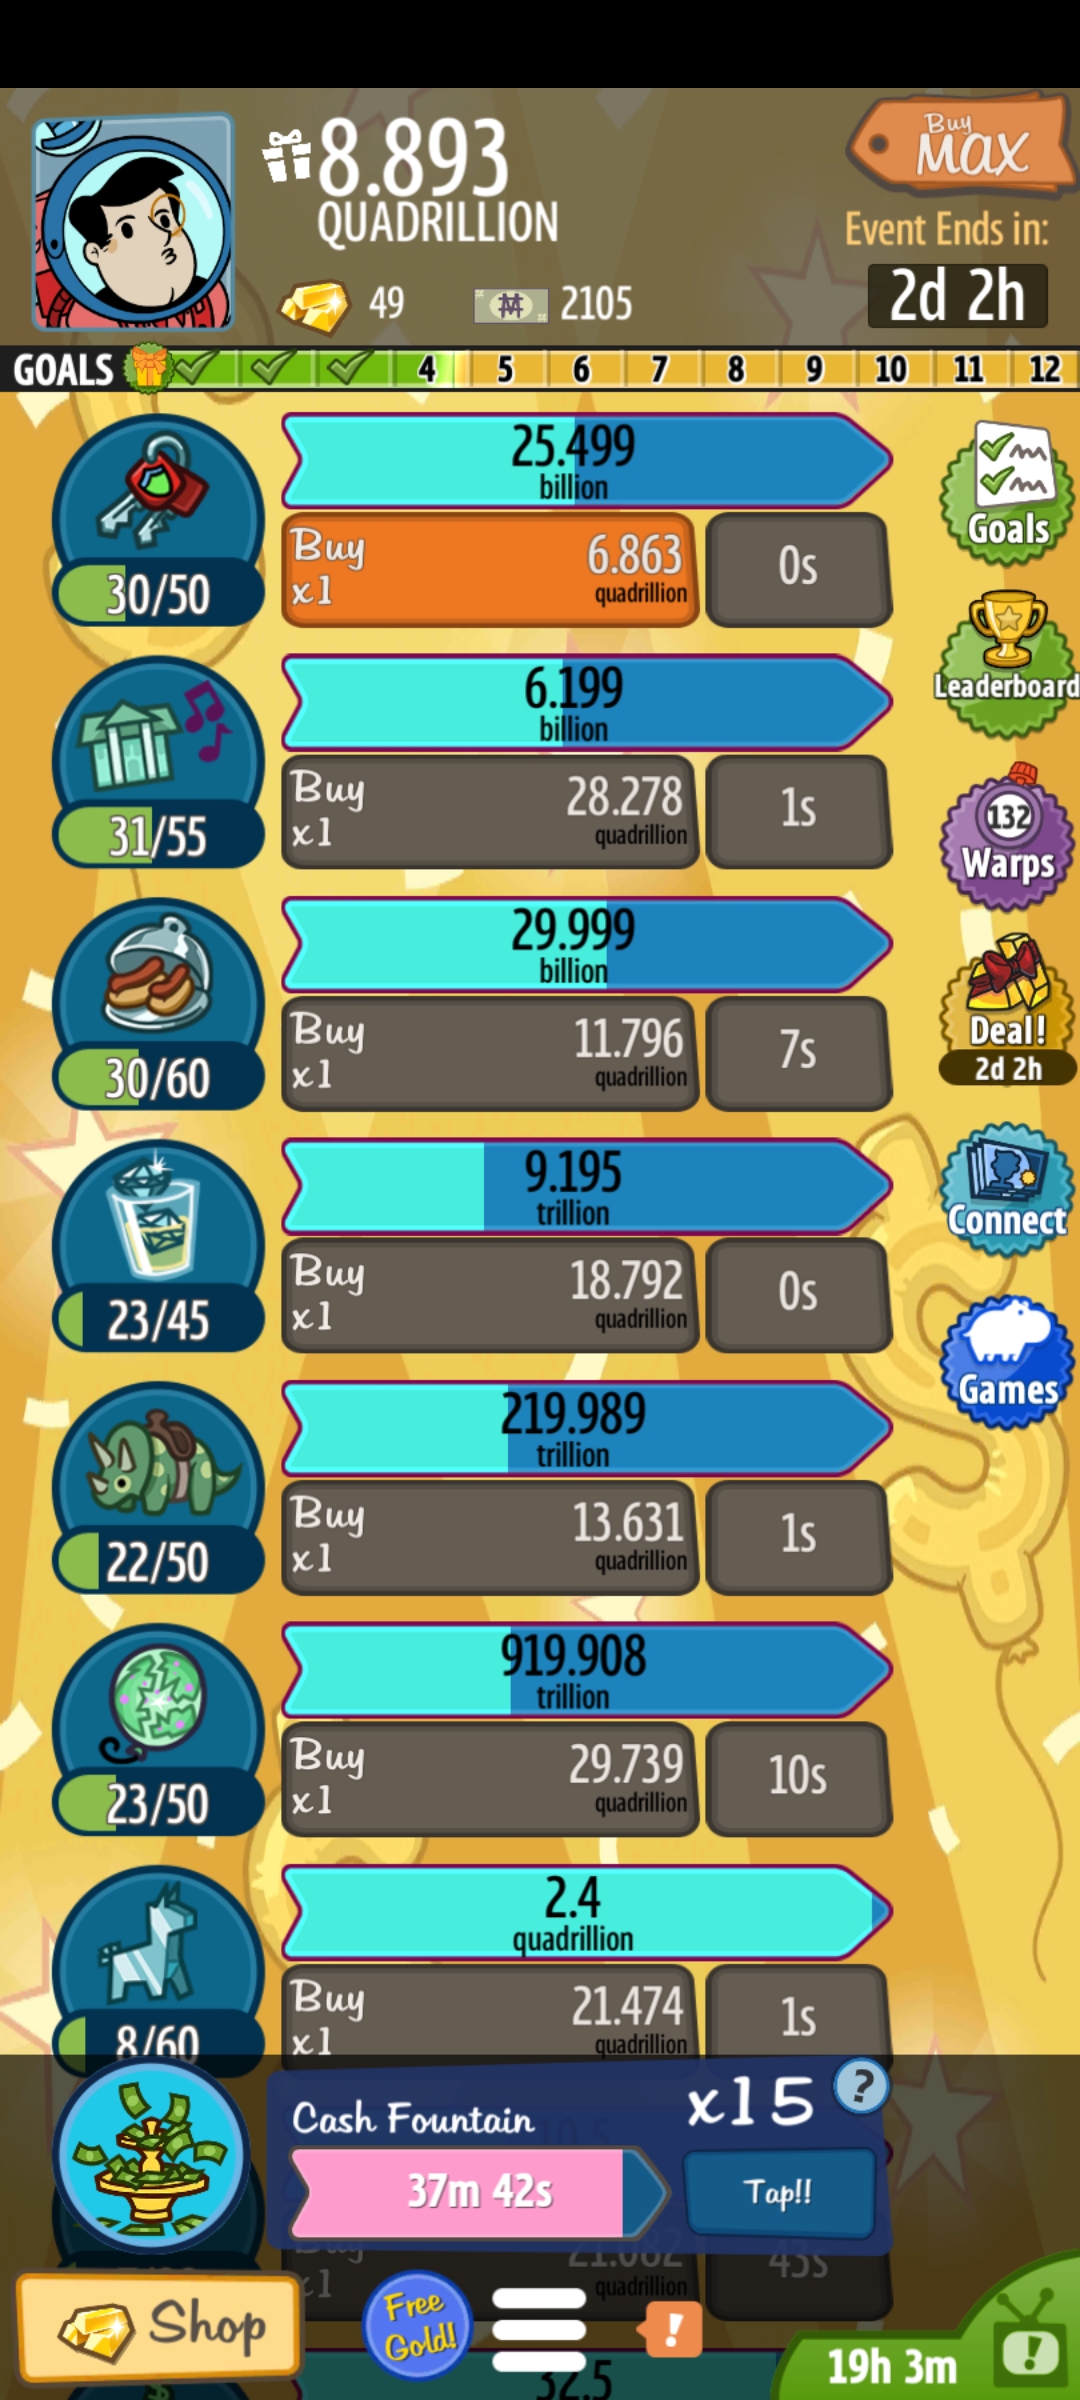 8.893
QUADRILLION
Buy
MAX
Event Ends in:
2d 2h
49
2105
GOALS 4 5 6 7 8 9 10 11 12
25.499
billion
30/50
Buy
x1
6.863
quadrillion
0s
Goals
6.199
billion
31/55
Buy
x1
28.278
quadrillion
1s
Leaderboard
132
Warps
29.999
billion
30/60
Buy
x1
11.796
quadrillion
7s
Deal!
2d 2h
9.195
trillion
23/45
Buy
x1
18.792
quadrillion
0s
Connect
Games
219.989
trillion
22/50
Buy
x1
13.631
quadrillion
1s
919.908
trillion
23/50
Buy
x1
29.739
quadrillion
10s
2.4
quadrillion
8/60
Buy
x1
21.474
quadrillion
1s
Cash Fountain
x15
?
37m 42s
Tap!!
Buy
x1
21.082
quadrillion
43s
Shop
Free
Gold!
!
19h 3m
!
32.5